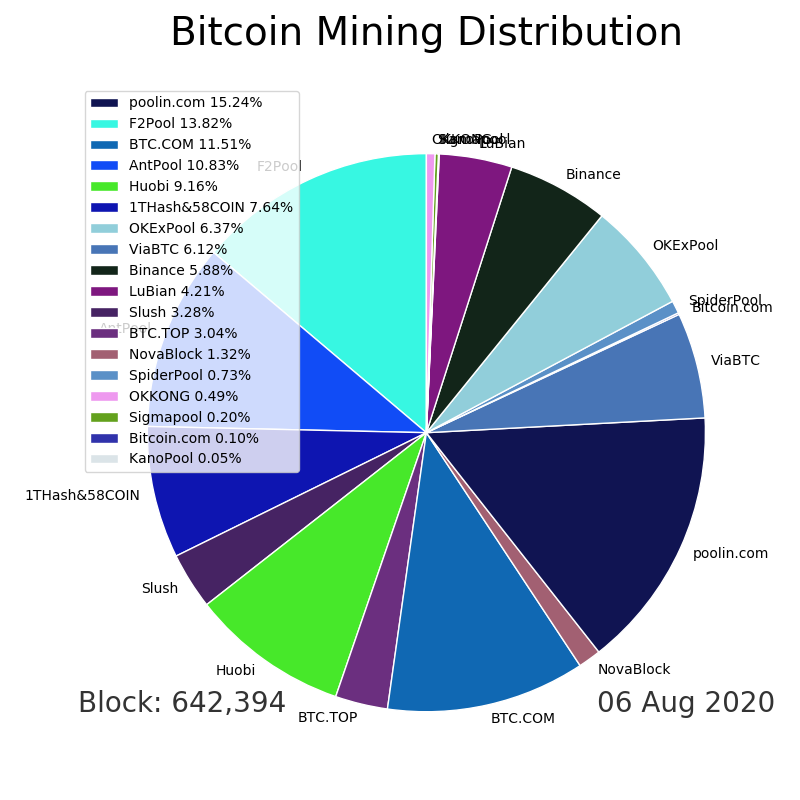 Bitcoin Mining Distribution
poolin.com 15.24%
F2Pool 13.82%
BTC.COM 11.51%
AntPool 10.83%
Huobi 9.16%
1THash&58COIN 7.64%
OKExPool 6.37%
ViaBTC 6.12%
Binance 5.88%
LuBian 4.21%
Slush 3.28%
BTC.TOP 3.04%
NovaBlock 1.32%
SpiderPool 0.73%
OKKONG 0.49%
Sigmapool 0.20%
Bitcoin.com 0.10%
KanoPool 0.05%
F2Pool
AntPool
1THash&58COIN
Slush
Huobi
BTC.TOP
BTC.COM
NovaBlock
poolin.com
ViaBTC
Bitcoin.com
SpiderPool
OKExPool
Binance
LuBian
Block: 642,394
06 Aug 2020